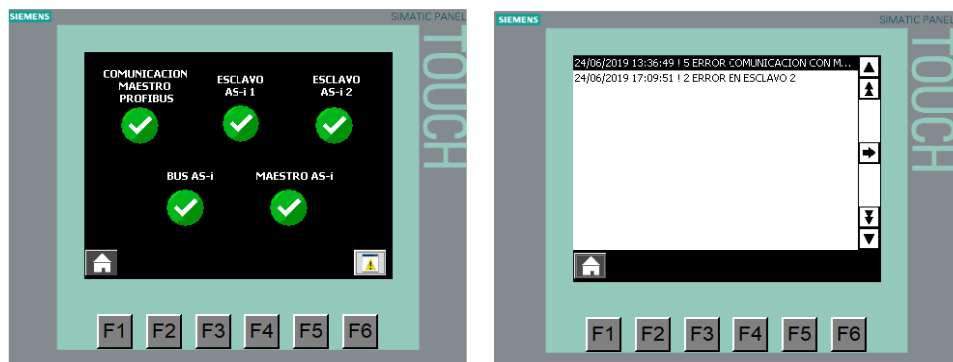 SIEMENS
SIMATIC PANEL
TOUCH
COMUNICACION
MAESTRO
PROFIBUS
ESCLAVO
AS-i 1
ESCLAVO
AS-i 2
BUS AS-i
MAESTRO AS-i
F1 F2 F3 F4 F5 F6
SIEMENS
SIMATIC PANEL
TOUCH
24/06/2019 13:36:49 ! 5 ERROR COMUNICACION CON M...
24/06/2019 17:09:51 ! 2 ERROR EN ESCLAVO 2
F1 F2 F3 F4 F5 F6